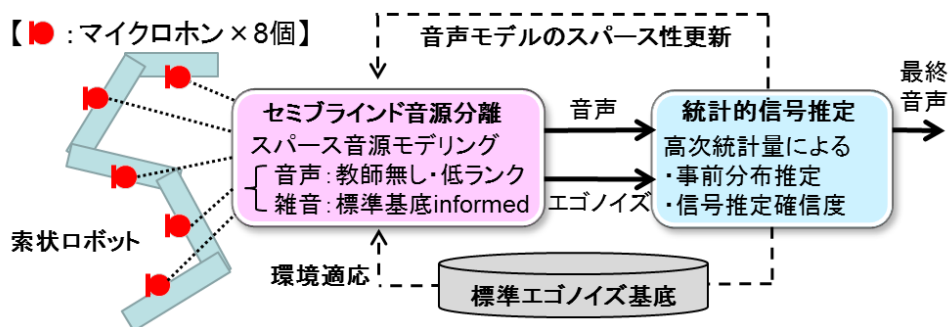 【 : マイクロホン×8個】
音声モデルのスパース性更新
セミブラインド音源分離
スパース音源モデリング
音声：教師無し・低ランク
雑音：標準基底informed
音声
エゴノイズ
統計的信号推定
高次統計量による
・事前分布推定
・信号推定確信度
最終
音声
素状ロボット
環境適応
標準エゴノイズ基底